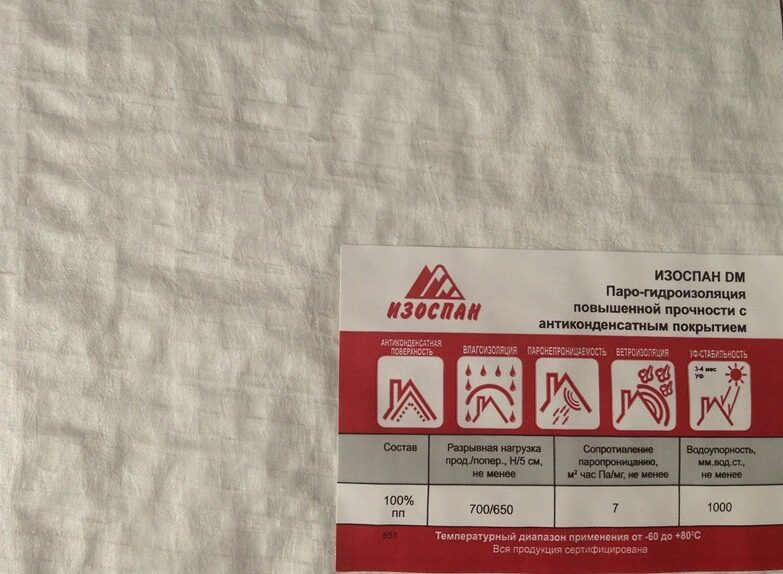 ИЗОСПАН
ИЗОСПАН DM
Паро-гидроизоляция
повышенной прочности с
антиконденсатным покрытием
АНТИКОНДЕНСАТНАЯ
ПОВЕРХНОСТЬ
ВЛАГОИЗОЛЯЦИЯ
ПАРОНЕПРОНИЦАЕМОСТЬ
ВЕТРОИЗОЛЯЦИЯ
УФ-СТАБИЛЬНОСТЬ
3-4 мес
УФ
Состав
Разрывная нагрузка
прод./попер., Н/5 см,
не менее
Сопротивление
паропроницанию,
м² час Па/мг, не менее
Водоупорность,
мм.вод.ст.,
не менее
100%
пп
700/650
7
1000
651
Температурный диапазон применения от -60 до +80°С
Вся продукция сертифицирована